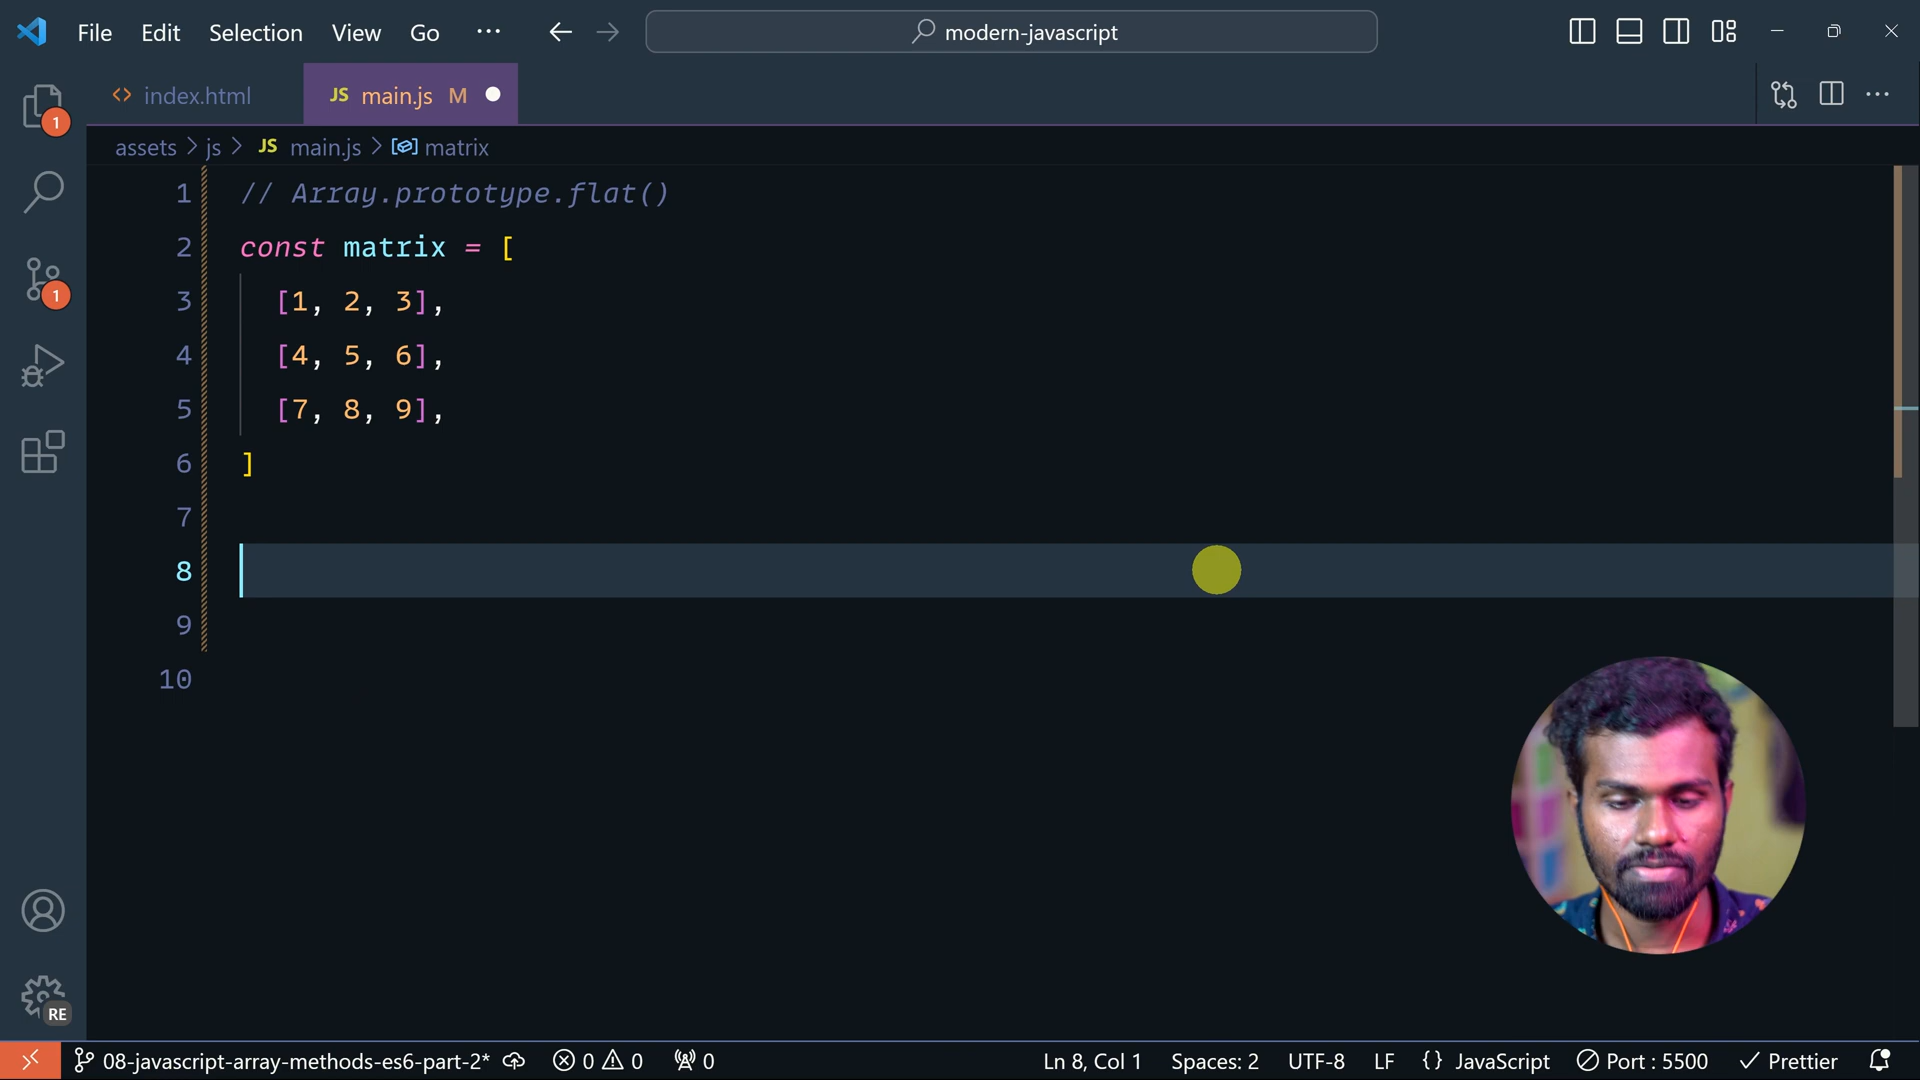 File Edit Selection View Go ··· modern-javascript
index.html JS main.js M
assets > js > JS main.js > matrix
1 // Array.prototype.flat()
2 const matrix = [
3 [1, 2, 3],
4 [4, 5, 6],
5 [7, 8, 9],
6 ]
7
8
9
10
1
1
RE
08-javascript-array-methods-es6-part-2* 0 0 0 Ln 8, Col 1 Spaces: 2 UTF-8 LF {} JavaScript Port : 5500 Prettier